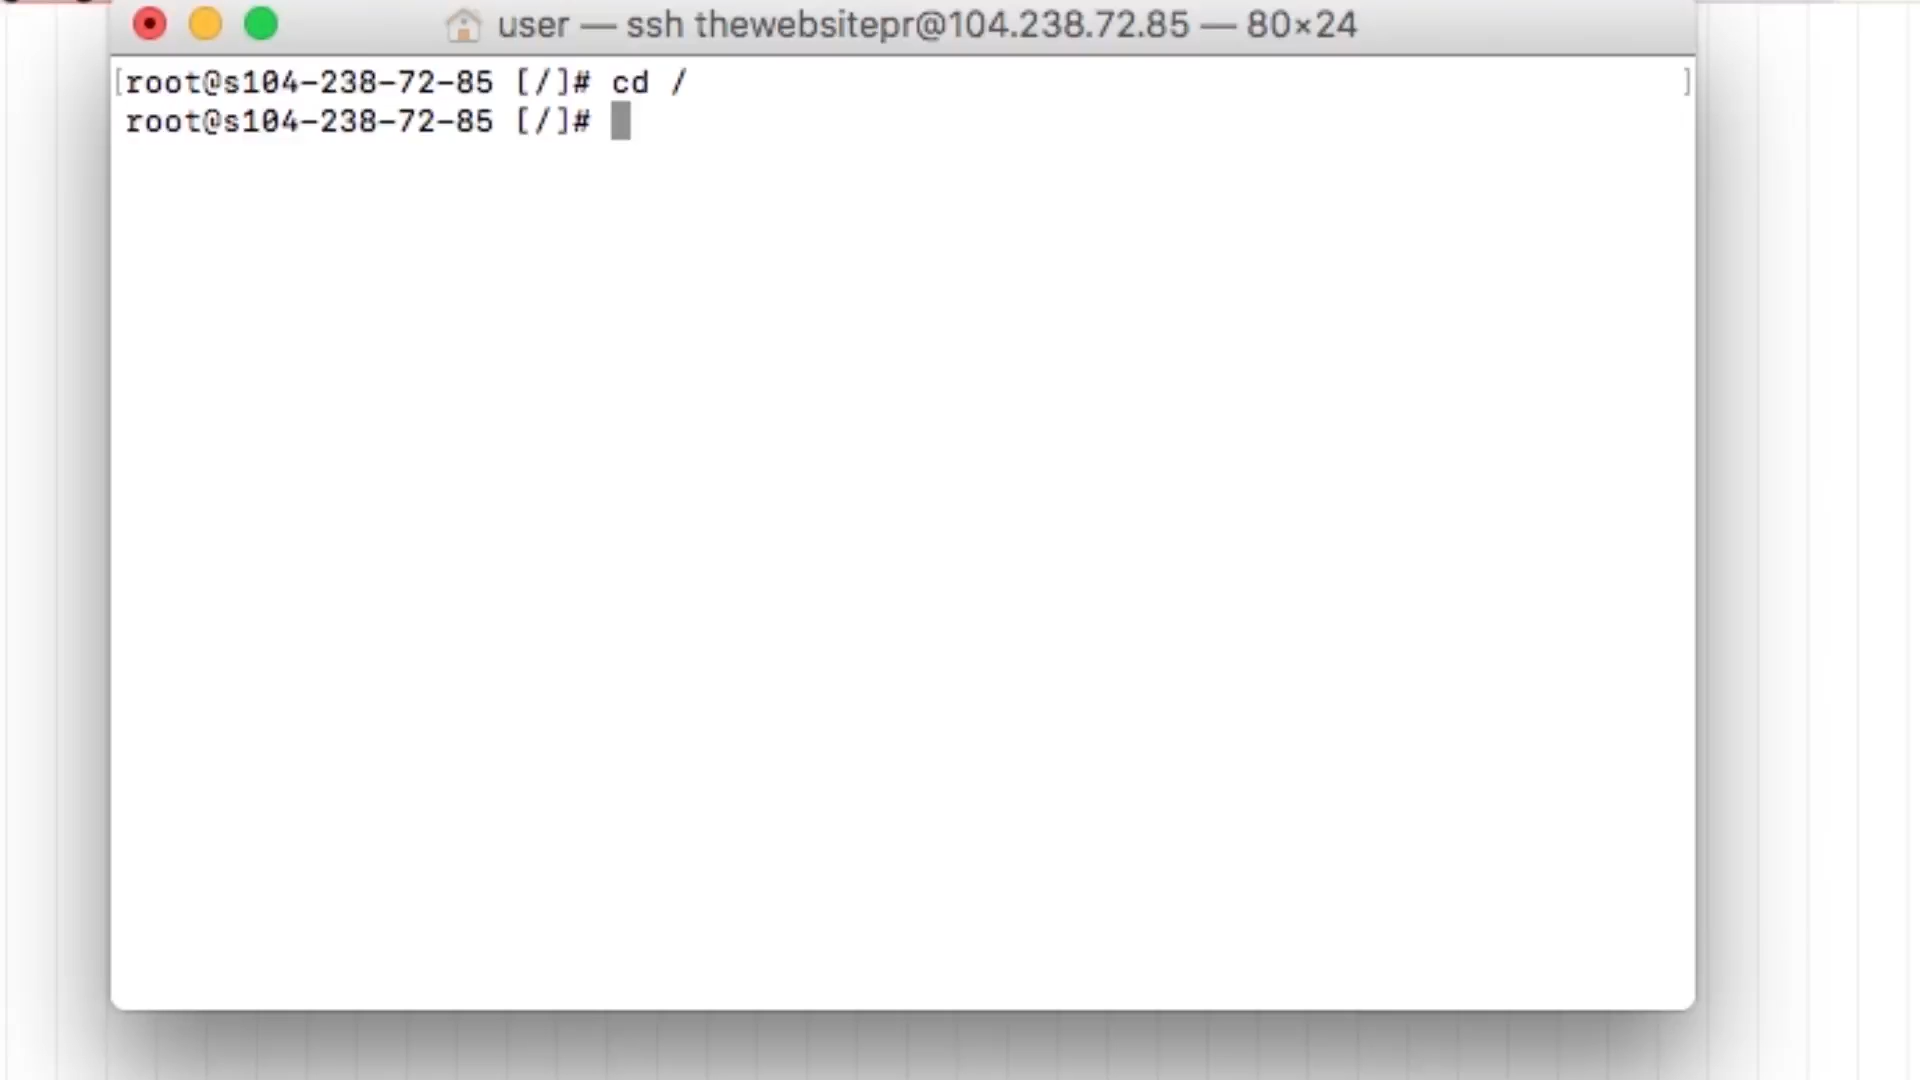 user — ssh thewebsitepr@104.238.72.85 — 80×24
[root@s104-238-72-85 [/]# cd / ]
root@s104-238-72-85 [/]#